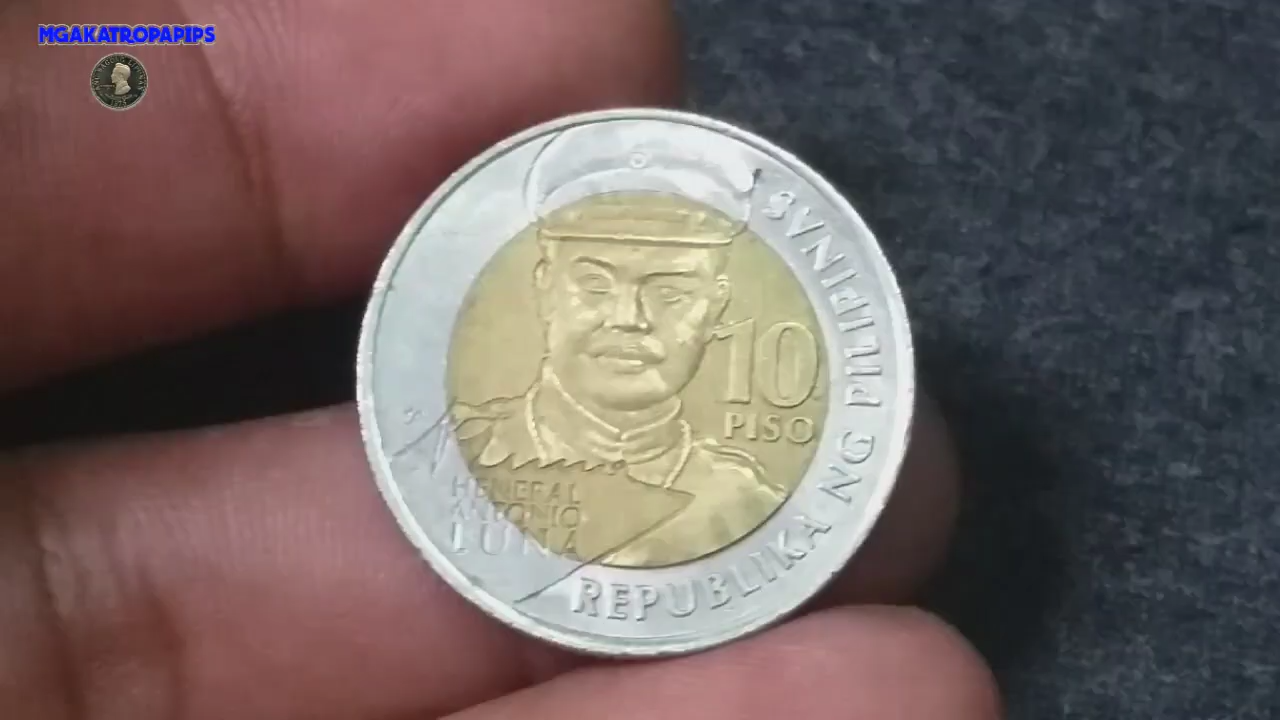 MGAKATROPAPIPS
10
PISO
HENERAL
ANTONIO
LUNA
REPUBLIKA NG PILIPINAS